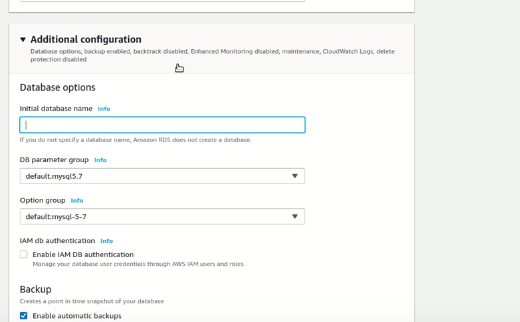 Additional configuration
Database options, backup enabled, backtrack disabled, Enhanced Monitoring disabled, maintenance, CloudWatch Logs, delete
protection disabled
Database options
Initial database name Info
If you do not specify a database name, Amazon RDS does not create a database.
DB parameter group Info
default.mysql5.7
Option group Info
default:mysql-5-7
IAM db authentication Info
Enable IAM DB authentication
Manage your database user credentials through AWS IAM users and roles.
Backup
Creates a point in time snapshot of your database
Enable automatic backups